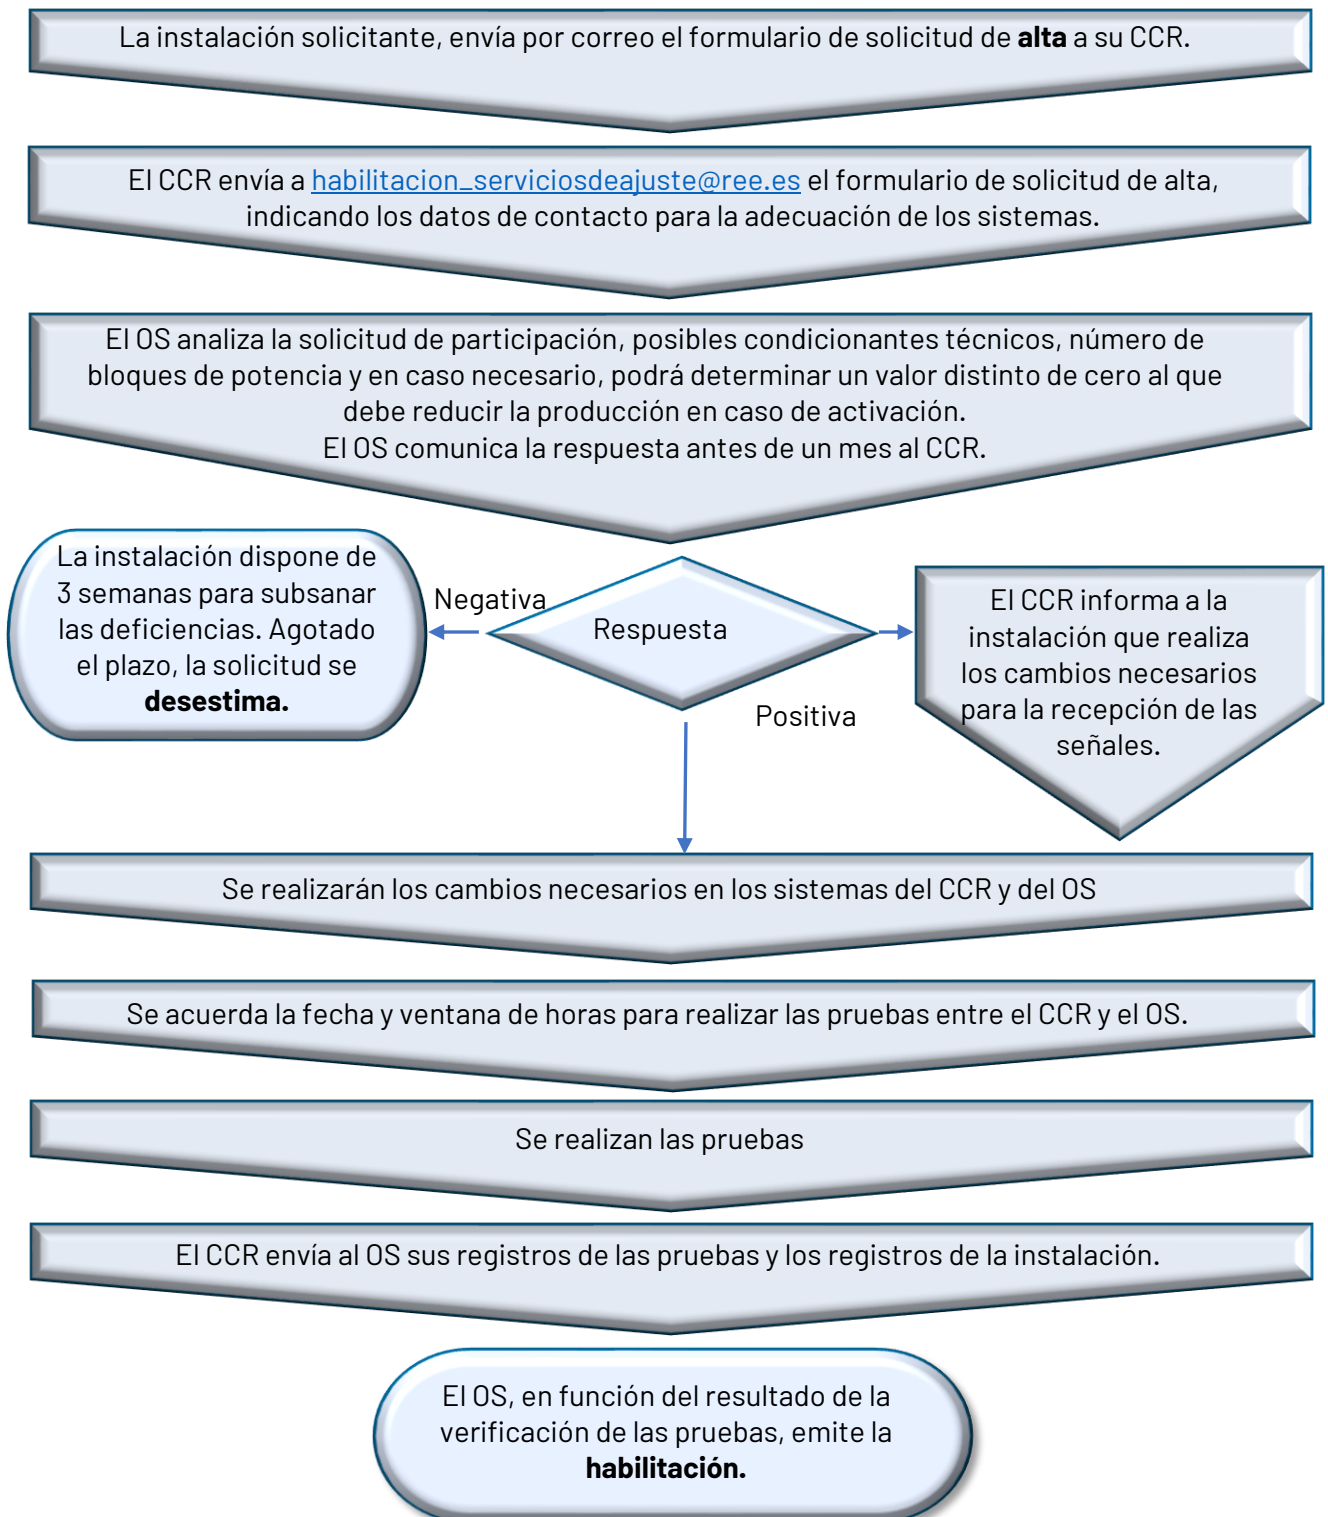 La instalación solicitante, envía por correo el formulario de solicitud de alta a su CCR.
El CCR envía a habilitacion_serviciosdeajuste@ree.es el formulario de solicitud de alta,
indicando los datos de contacto para la adecuación de los sistemas.
El OS analiza la solicitud de participación, posibles condicionantes técnicos, número de
bloques de potencia y en caso necesario, podrá determinar un valor distinto de cero al que
debe reducir la producción en caso de activación.
El OS comunica la respuesta antes de un mes al CCR.
La instalación dispone de
3 semanas para subsanar
las deficiencias. Agotado
el plazo, la solicitud se
desestima.
Negativa
Respuesta
Positiva
El CCR informa a la
instalación que realiza
los cambios necesarios
para la recepción de las
señales.
Se realizarán los cambios necesarios en los sistemas del CCR y del OS
Se acuerda la fecha y ventana de horas para realizar las pruebas entre el CCR y el OS.
Se realizan las pruebas
El CCR envía al OS sus registros de las pruebas y los registros de la instalación.
El OS, en función del resultado de la
verificación de las pruebas, emite la
habilitación.